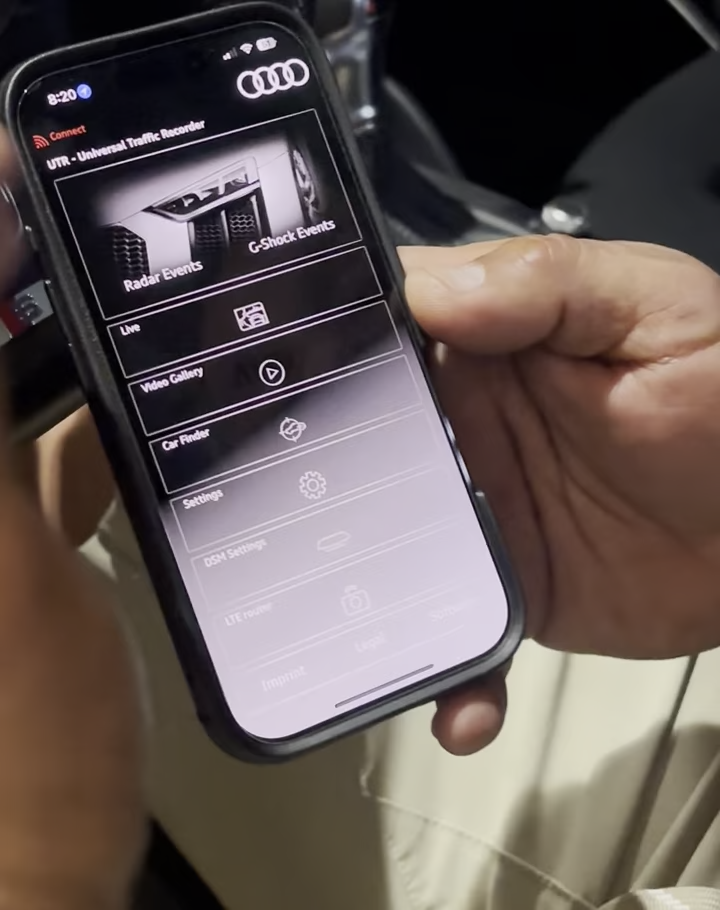 8:20
Connect
UTR - Universal Traffic Recorder
Radar Events
G-Shock Events
Live
Video Gallery
Car Finder
Settings
DSM Settings
LTE router
Imprint
Legal